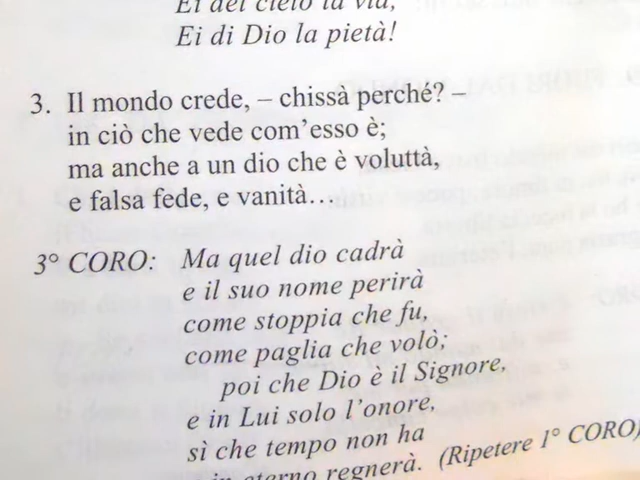 Ei del cielo la via,
Ei di Dio la pietà!
3. Il mondo crede, – chissà perché? –
in ciò che vede com'esso è;
ma anche a un dio che è voluttà,
e falsa fede, e vanità…
3° CORO: Ma quel dio cadrà
e il suo nome perirà
come stoppia che fu,
come paglia che volò;
poi che Dio è il Signore,
e in Lui solo l'onore,
sì che tempo non ha
in eterno regnerà. (Ripetere 1° CORO)